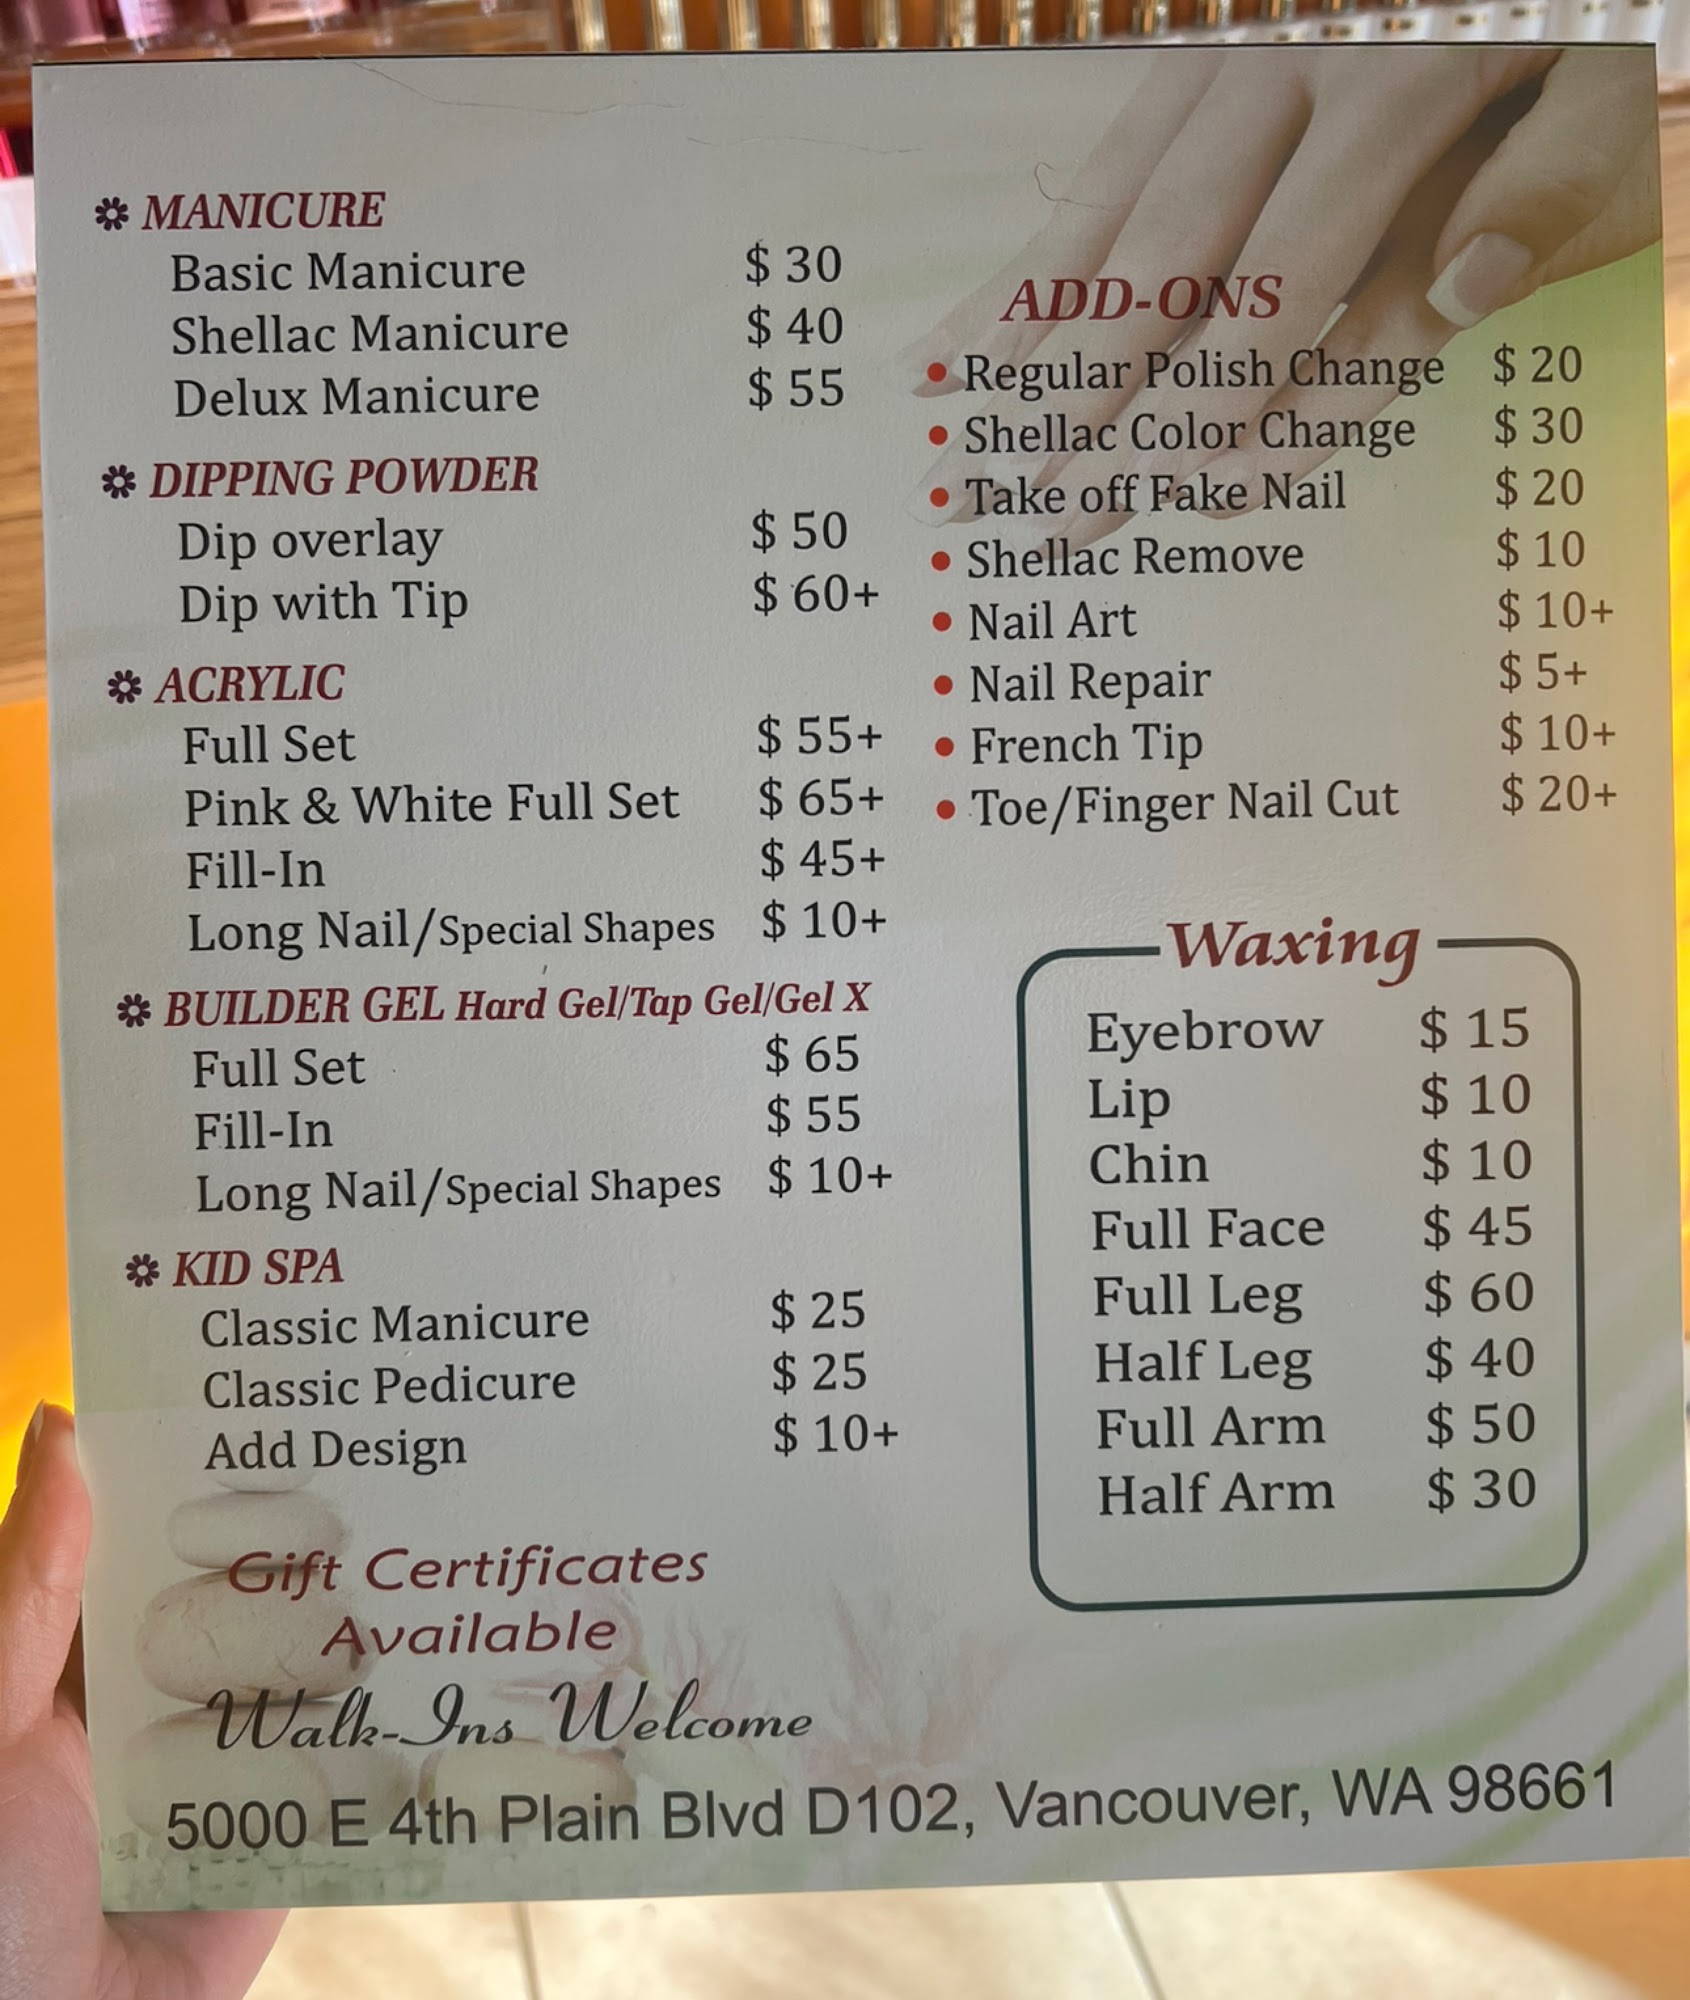 MANICURE
Basic Manicure $ 30
Shellac Manicure $ 40
Delux Manicure $ 55
DIPPING POWDER
Dip overlay $ 50
Dip with Tip $ 60+
ACRYLIC
Full Set $ 55+
Pink & White Full Set $ 65+
Fill-In $ 45+
Long Nail/Special Shapes $ 10+
BUILDER GEL Hard Gel/Tap Gel/Gel X
Full Set $ 65
Fill-In $ 55
Long Nail/Special Shapes $ 10+
KID SPA
Classic Manicure $ 25
Classic Pedicure $ 25
Add Design $ 10+
ADD-ONS
• Regular Polish Change $ 20
• Shellac Color Change $ 30
• Take off Fake Nail $ 20
• Shellac Remove $ 10
• Nail Art $ 10+
• Nail Repair $ 5+
• French Tip $ 10+
• Toe/Finger Nail Cut $ 20+
Waxing
Eyebrow $ 15
Lip $ 10
Chin $ 10
Full Face $ 45
Full Leg $ 60
Half Leg $ 40
Full Arm $ 50
Half Arm $ 30
Gift Certificates
Available
Walk-Ins Welcome
5000 E 4th Plain Blvd D102, Vancouver, WA 98661